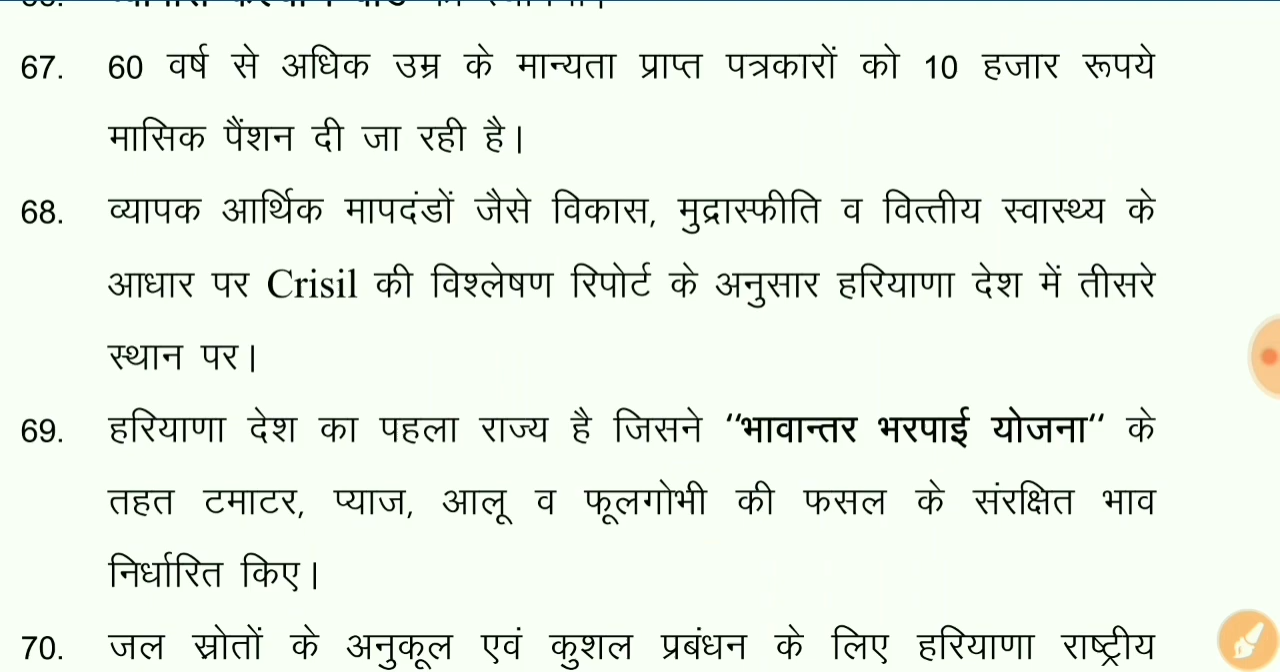 67. 60 वर्ष से अधिक उम्र के मान्यता प्राप्त पत्रकारों को 10 हजार रूपये
मासिक पैंशन दी जा रही है।
68. व्यापक आर्थिक मापदंडों जैसे विकास, मुद्रास्फीति व वित्तीय स्वास्थ्य के
आधार पर Crisil की विश्लेषण रिपोर्ट के अनुसार हरियाणा देश में तीसरे
स्थान पर।
69. हरियाणा देश का पहला राज्य है जिसने ‘‘भावान्तर भरपाई योजना‘‘ के
तहत टमाटर, प्याज, आलू व फूलगोभी की फसल के संरक्षित भाव
निर्धारित किए।
70. जल स्रोतों के अनुकूल एवं कुशल प्रबंधन के लिए हरियाणा राष्ट्रीय